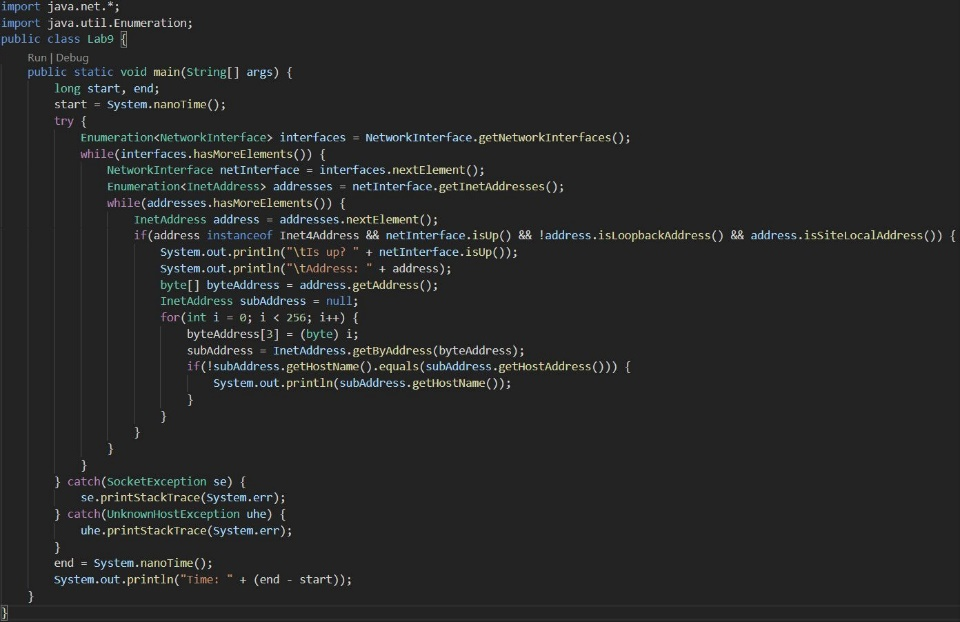 import java.net.*;
import java.util.Enumeration;
public class Lab9 {
Run | Debug
public static void main(String[] args) {
long start, end;
start = System.nanoTime();
try {
Enumeration<NetworkInterface> interfaces = NetworkInterface.getNetworkInterfaces();
while(interfaces.hasMoreElements()) {
NetworkInterface netInterface = interfaces.nextElement();
Enumeration<InetAddress> addresses = netInterface.getInetAddresses();
while(addresses.hasMoreElements()) {
InetAddress address = addresses.nextElement();
if(address instanceof Inet4Address && netInterface.isUp() && !address.isLoopbackAddress() && address.isSiteLocalAddress()) {
System.out.println("\tIs up? " + netInterface.isUp());
System.out.println("\tAddress: " + address);
byte[] byteAddress = address.getAddress();
InetAddress subAddress = null;
for(int i = 0; i < 256; i++) {
byteAddress[3] = (byte) i;
subAddress = InetAddress.getByAddress(byteAddress);
if(!subAddress.getHostName().equals(subAddress.getHostAddress())) {
System.out.println(subAddress.getHostName());
}
}
}
}
}
} catch(SocketException se) {
se.printStackTrace(System.err);
} catch(UnknownHostException uhe) {
uhe.printStackTrace(System.err);
}
end = System.nanoTime();
System.out.println("Time: " + (end - start));
}
}